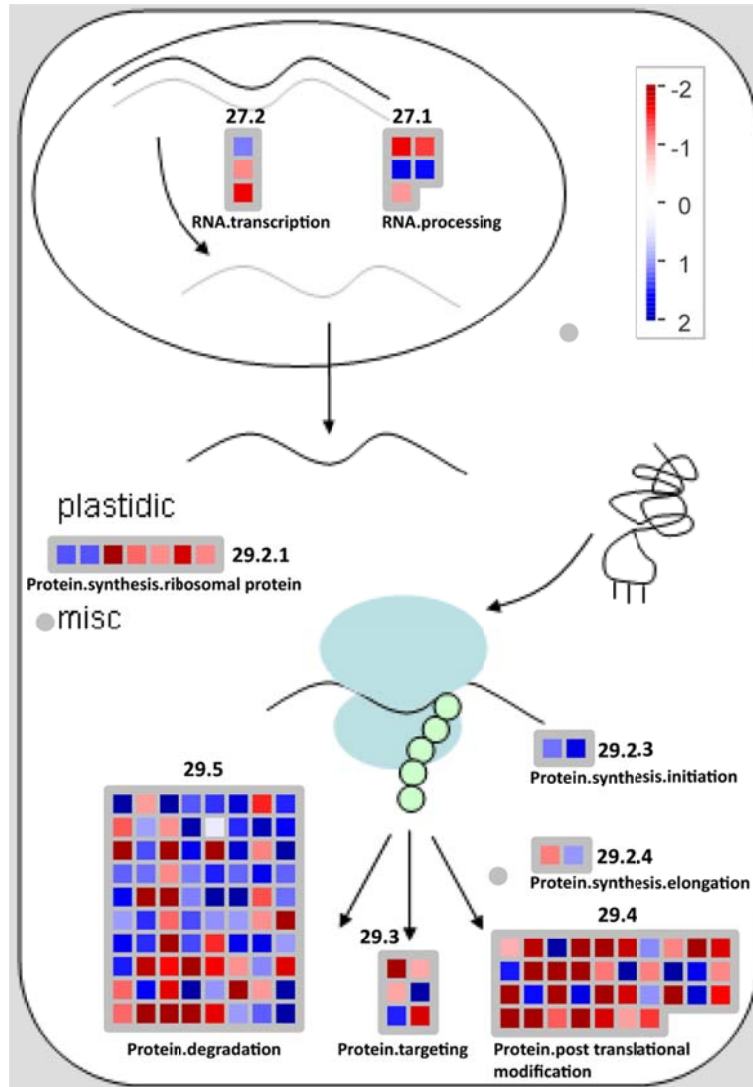 27.2
27.1
RNA.transcription
RNA.processing
-2
-1
0
1
2
plastidic
29.2.1
Protein.synthesis.ribosomal protein
misc
29.2.3
Protein.synthesis.initiation
29.5
29.2.4
Protein.synthesis.elongation
29.4
29.3
Protein.degradation
Protein.targeting
Protein.post translational
modification